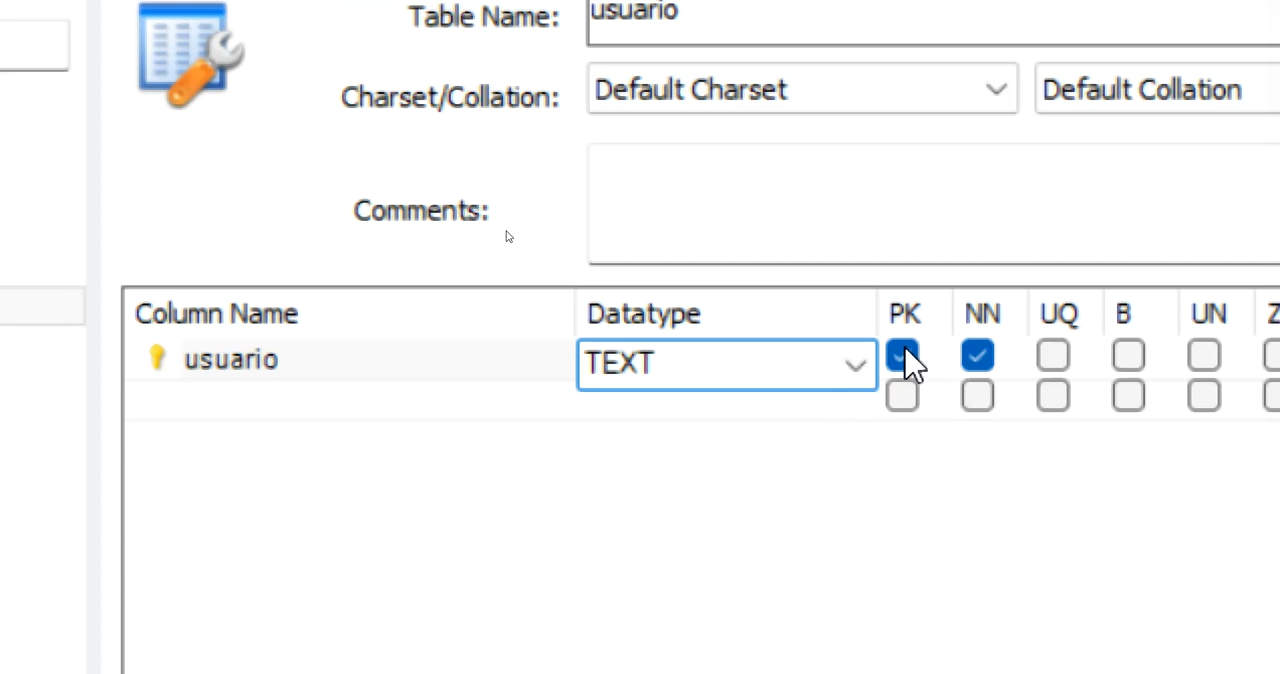 Table Name: usuario
Charset/Collation: Default Charset Default Collation
Comments:
Column Name Datatype PK NN UQ B UN Z
usuario TEXT